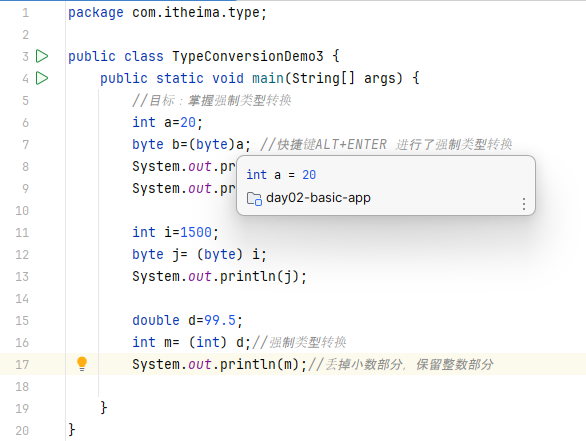 1 package com.itheima.type;
2
3 public class TypeConversionDemo3 {
4 public static void main(String[] args) {
5 //目标：掌握强制类型转换
6 int a=20;
7 byte b=(byte)a; //快捷键ALT+ENTER 进行了强制类型转换
8 System.out.pr
9 System.out.pr
int a = 20
day02-basic-app
10
11 int i=1500;
12 byte j= (byte) i;
13 System.out.println(j);
14
15 double d=99.5;
16 int m= (int) d;//强制类型转换
17 System.out.println(m);//丢掉小数部分，保留整数部分
18
19 }
20 }